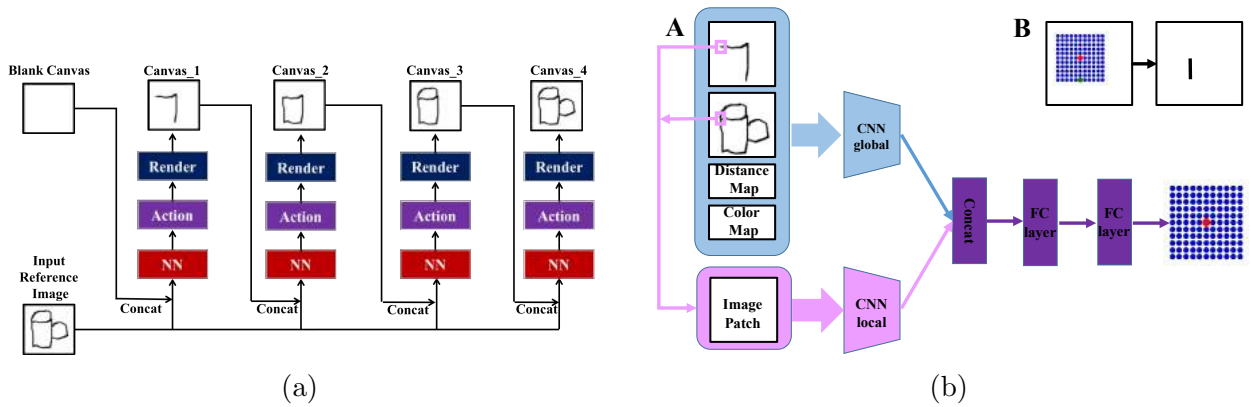 Blank Canvas
Canvas_1
Canvas_2
Canvas_3
Canvas_4
Render
Render
Render
Render
Action
Action
Action
Action
NN
NN
NN
NN
Input
Reference
Image
Concat
Concat
Concat
Concat
(a)
A
Distance
Map
Color
Map
CNN
global
Image
Patch
CNN
local
Concat
FC
layer
FC
layer
B
(b)